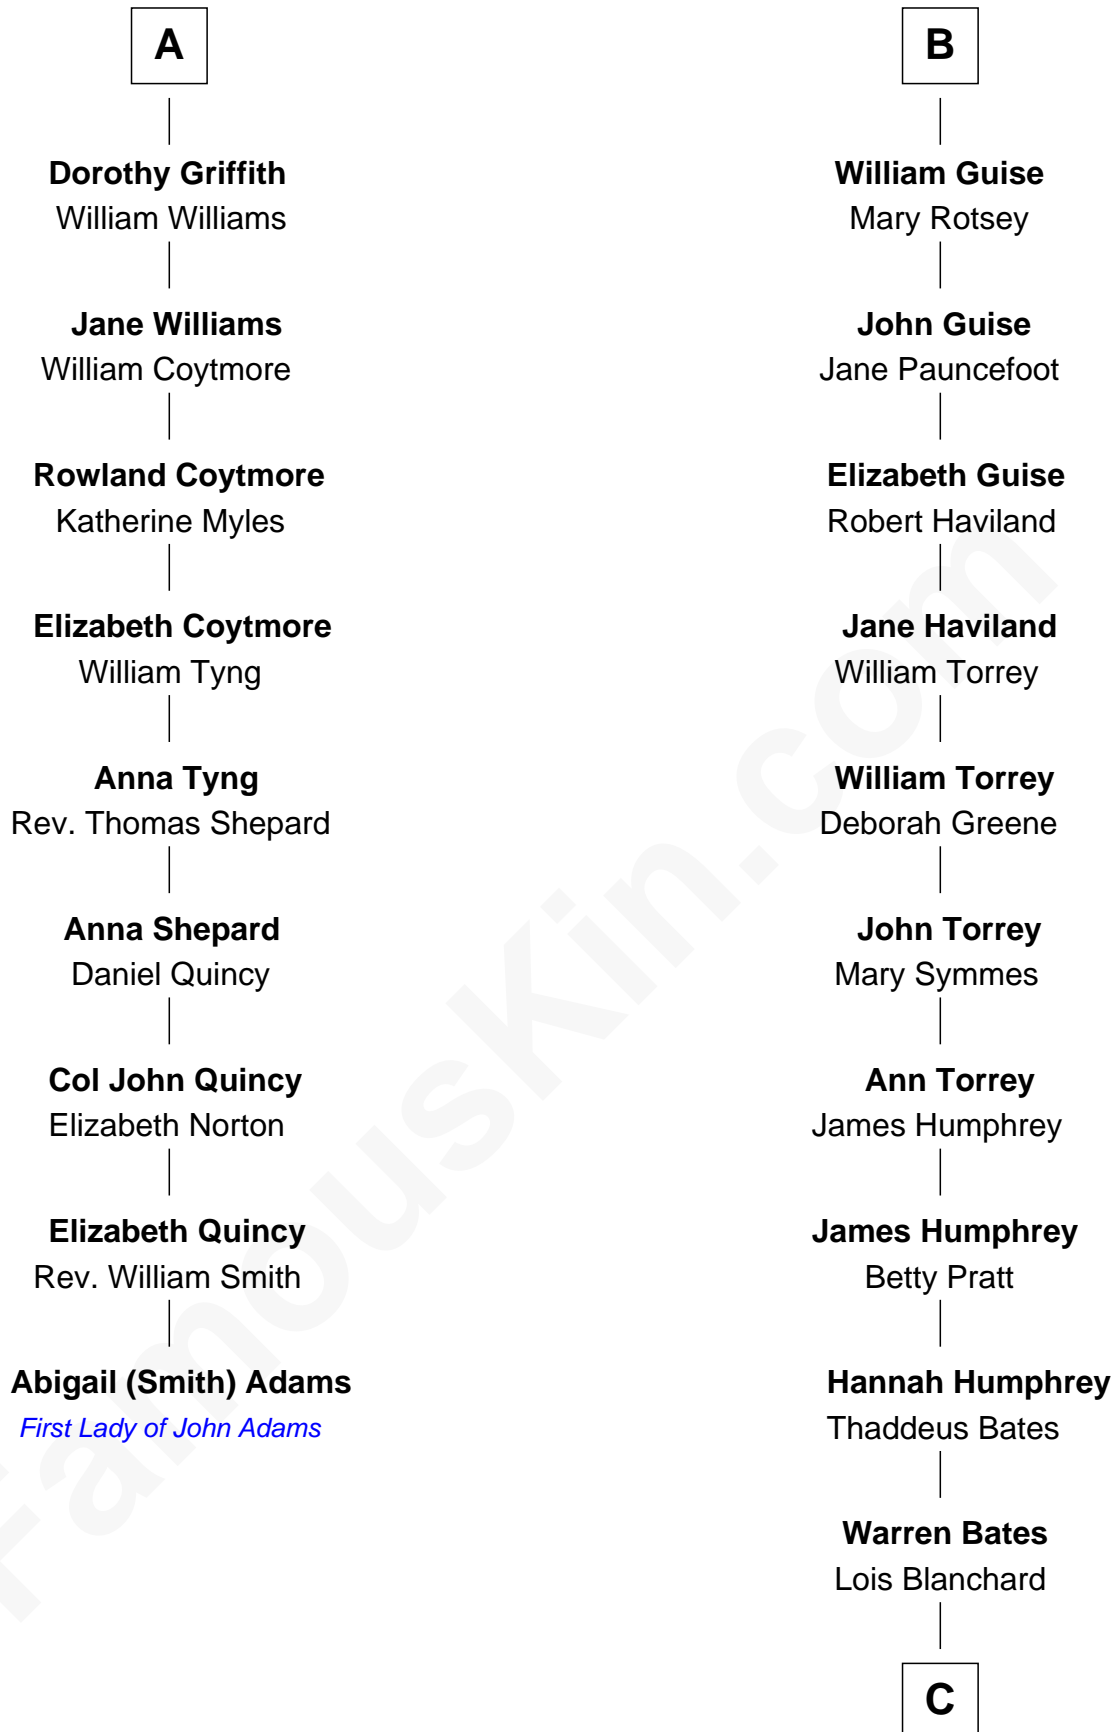 A
Dorothy Griffith
William Williams
Jane Williams
William Coytmore
Rowland Coytmore
Katherine Myles
Elizabeth Coytmore
William Tyng
Anna Tyng
Rev. Thomas Shepard
Anna Shepard
Daniel Quincy
Col John Quincy
Elizabeth Norton
Elizabeth Quincy
Rev. William Smith
Abigail (Smith) Adams
First Lady of John Adams
B
William Guise
Mary Rotsey
John Guise
Jane Pauncefoot
Elizabeth Guise
Robert Haviland
Jane Haviland
William Torrey
William Torrey
Deborah Greene
John Torrey
Mary Symmes
Ann Torrey
James Humphrey
James Humphrey
Betty Pratt
Hannah Humphrey
Thaddeus Bates
Warren Bates
Lois Blanchard
C
FamousKin.com